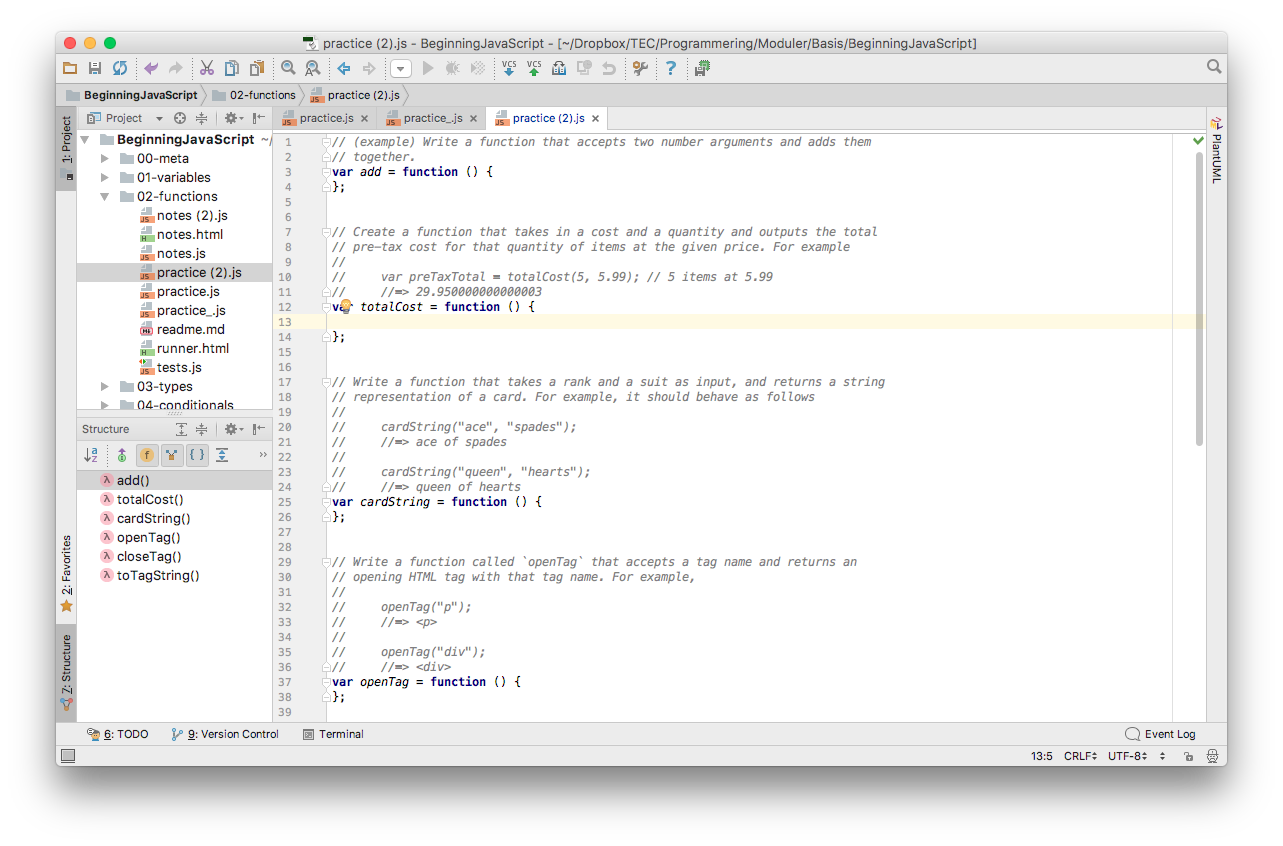 practice (2).js - BeginningJavaScript - [~/Dropbox/TEC/Programmering/Moduler/Basis/BeginningJavaScript]
VCS VCS
BeginningJavaScript 02-functions practice (2).js
1: Project
Project
practice.js practice_.js practice (2).js
BeginningJavaScript ~/
00-meta
01-variables
02-functions
notes (2).js
notes.html
notes.js
practice (2).js
practice.js
practice_.js
readme.md
runner.html
tests.js
03-types
04-conditionals
Structure
add()
totalCost()
cardString()
openTag()
closeTag()
toTagString()
2: Favorites
7: Structure
1 // (example) Write a function that accepts two number arguments and adds them
2 // together.
3 var add = function () {
4 };
5
6
7 // Create a function that takes in a cost and a quantity and outputs the total
8 // pre-tax cost for that quantity of items at the given price. For example
9 //
10 //     var preTaxTotal = totalCost(5, 5.99); // 5 items at 5.99
11 //     //=> 29.950000000000003
12 var totalCost = function () {
13
14 };
15
16
17 // Write a function that takes a rank and a suit as input, and returns a string
18 // representation of a card. For example, it should behave as follows
19 //
20 //     cardString("ace", "spades");
21 //     //=> ace of spades
22 //
23 //     cardString("queen", "hearts");
24 //     //=> queen of hearts
25 var cardString = function () {
26 };
27
28
29 // Write a function called `openTag` that accepts a tag name and returns an
30 // opening HTML tag with that tag name. For example,
31 //
32 //     openTag("p");
33 //     //=> <p>
34 //
35 //     openTag("div");
36 //     //=> <div>
37 var openTag = function () {
38 };
39
PlantUML
6: TODO 9: Version Control Terminal Event Log
13:5 CRLF UTF-8